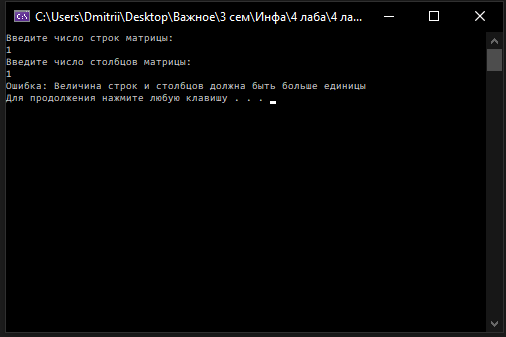 C:\Users\Dmitrii\Desktop\Важное\3 сем\Инфа\4 лаба\4 ла...
Введите число строк матрицы:
1
Введите число столбцов матрицы:
1
Ошибка: Величина строк и столбцов должна быть больше единицы
Для продолжения нажмите любую клавишу . . .